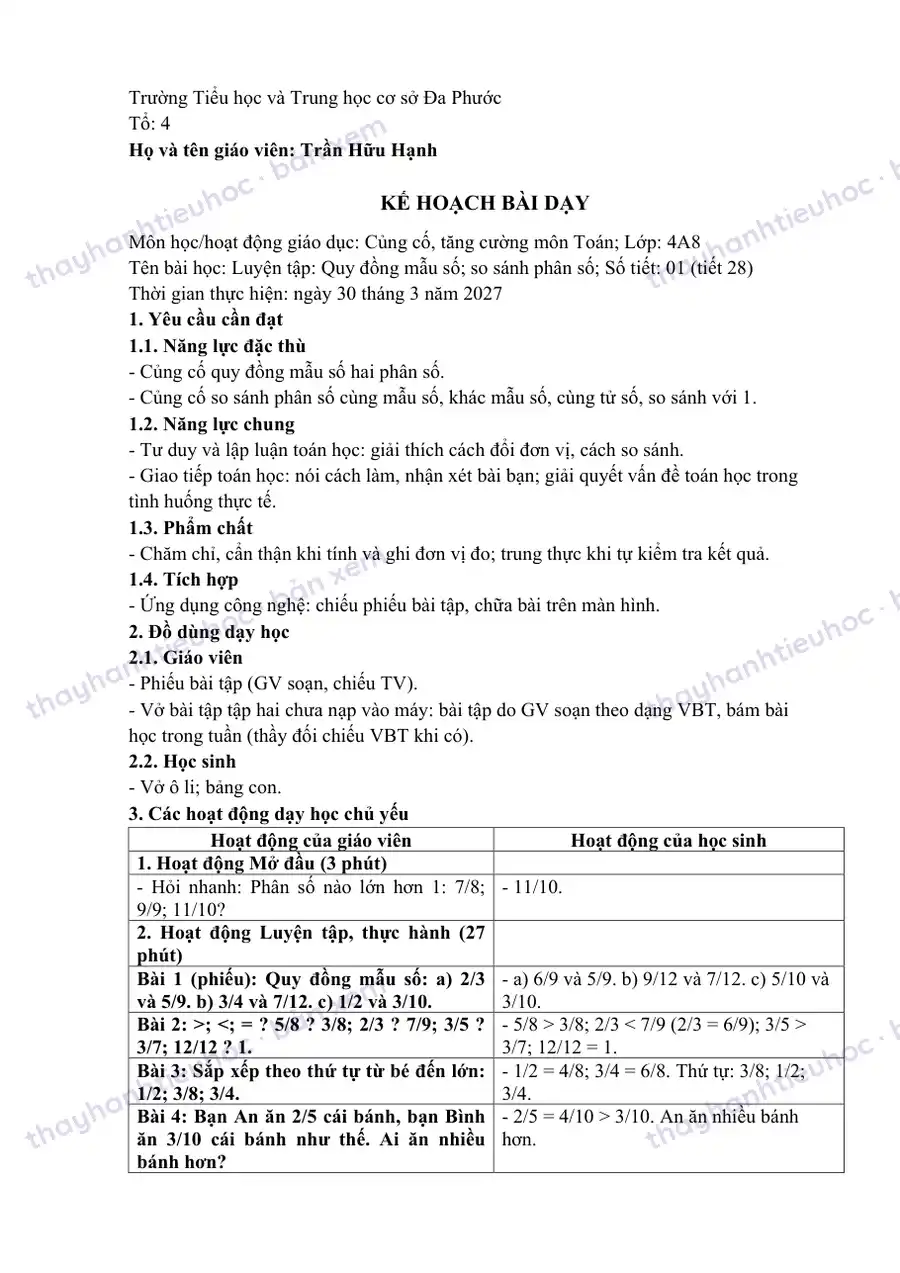 Trường Tiểu học và Trung học cơ sở Đa Phước
Tổ: 4
Họ và tên giáo viên: Trần Hữu Hạnh
KẾ HOẠCH BÀI DẠY
Môn học/hoạt động giáo dục: Củng cố, tăng cường môn Toán; Lớp: 4A8
Tên bài học: Luyện tập: Quy đồng mẫu số; so sánh phân số; Số tiết: 01 (tiết 28)
Thời gian thực hiện: ngày 30 tháng 3 năm 2027
1. Yêu cầu cần đạt
1.1. Năng lực đặc thù
- Củng cố quy đồng mẫu số hai phân số.
- Củng cố so sánh phân số cùng mẫu số, khác mẫu số, cùng tử số, so sánh với 1.
1.2. Năng lực chung
- Tư duy và lập luận toán học: giải thích cách đổi đơn vị, cách so sánh.
- Giao tiếp toán học: nói cách làm, nhận xét bài bạn; giải quyết vấn đề toán học trong
tình huống thực tế.
1.3. Phẩm chất
- Chăm chỉ, cẩn thận khi tính và ghi đơn vị đo; trung thực khi tự kiểm tra kết quả.
1.4. Tích hợp
- Ứng dụng công nghệ: chiếu phiếu bài tập, chữa bài trên màn hình.
2. Đồ dùng dạy học
2.1. Giáo viên
- Phiếu bài tập (GV soạn, chiếu TV).
- Vở bài tập tập hai chưa nạp vào máy: bài tập do GV soạn theo dạng VBT, bám bài
học trong tuần (thầy đối chiếu VBT khi có).
2.2. Học sinh
- Vở ô li; bảng con.
3. Các hoạt động dạy học chủ yếu
Hoạt động của giáo viên
Hoạt động của học sinh
1. Hoạt động Mở đầu (3 phút)
- Hỏi nhanh: Phân số nào lớn hơn 1: 7/8;
9/9; 11/10?
- 11/10.
2. Hoạt động Luyện tập, thực hành (27
phút)
Bài 1 (phiếu): Quy đồng mẫu số: a) 2/3
và 5/9. b) 3/4 và 7/12. c) 1/2 và 3/10.
- a) 6/9 và 5/9. b) 9/12 và 7/12. c) 5/10 và
3/10.
Bài 2: >; <; = ? 5/8 ? 3/8; 2/3 ? 7/9; 3/5 ?
3/7; 12/12 ? 1.
- 5/8 > 3/8; 2/3 < 7/9 (2/3 = 6/9); 3/5 >
3/7; 12/12 = 1.
Bài 3: Sắp xếp theo thứ tự từ bé đến lớn:
1/2; 3/8; 3/4.
- 1/2 = 4/8; 3/4 = 6/8. Thứ tự: 3/8; 1/2;
3/4.
Bài 4: Bạn An ăn 2/5 cái bánh, bạn Bình
ăn 3/10 cái bánh như thế. Ai ăn nhiều
bánh hơn?
- 2/5 = 4/10 > 3/10. An ăn nhiều bánh
hơn.
thayhanhtieuhoc · bản xem
thayhanhtieuhoc · b
thayhanhtieuhoc · bản xem
thayhanhtieuhoc · b
thayhanhtieuhoc · bản xem
thayhanhtieuhoc · b